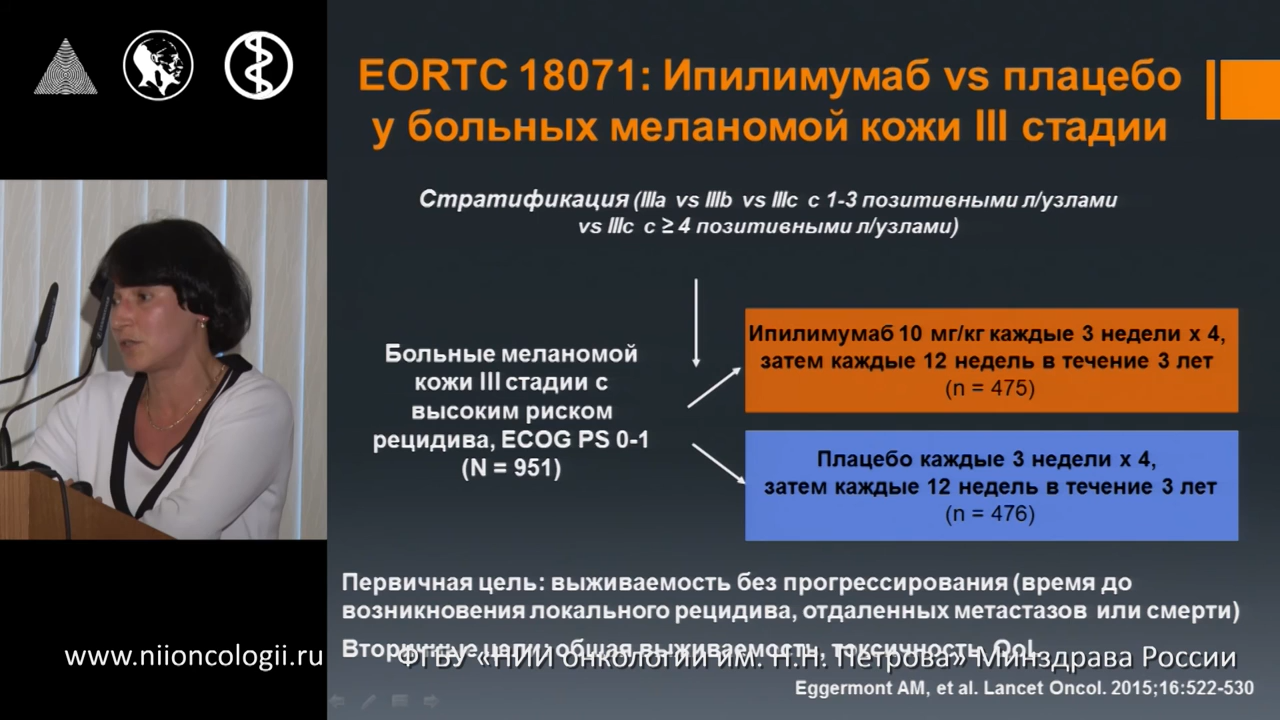 EORTC 18071: Ипилимумаб vs плацебо
у больных меланомой кожи III стадии
Стратификация (IIIa vs IIIb vs IIIc с 1-3 позитивными л/узлами
vs IIIc с ≥ 4 позитивными л/узлами)
Больные меланомой
кожи III стадии с
высоким риском
рецидива, ECOG PS 0-1
(N = 951)
Ипилимумаб 10 мг/кг каждые 3 недели х 4,
затем каждые 12 недель в течение 3 лет
(n = 475)
Плацебо каждые 3 недели х 4,
затем каждые 12 недель в течение 3 лет
(n = 476)
Первичная цель: выживаемость без прогрессирования (время до
возникновения локального рецидива, отдаленных метастазов или смерти)
Вторичные цели: общая выживаемость, токсичность, QoL
www.niioncologii.ru
ФГБУ «НИИ онкологии им. Н.Н. Петрова» Минздрава России
Eggermont AM, et al. Lancet Oncol. 2015;16:522-530